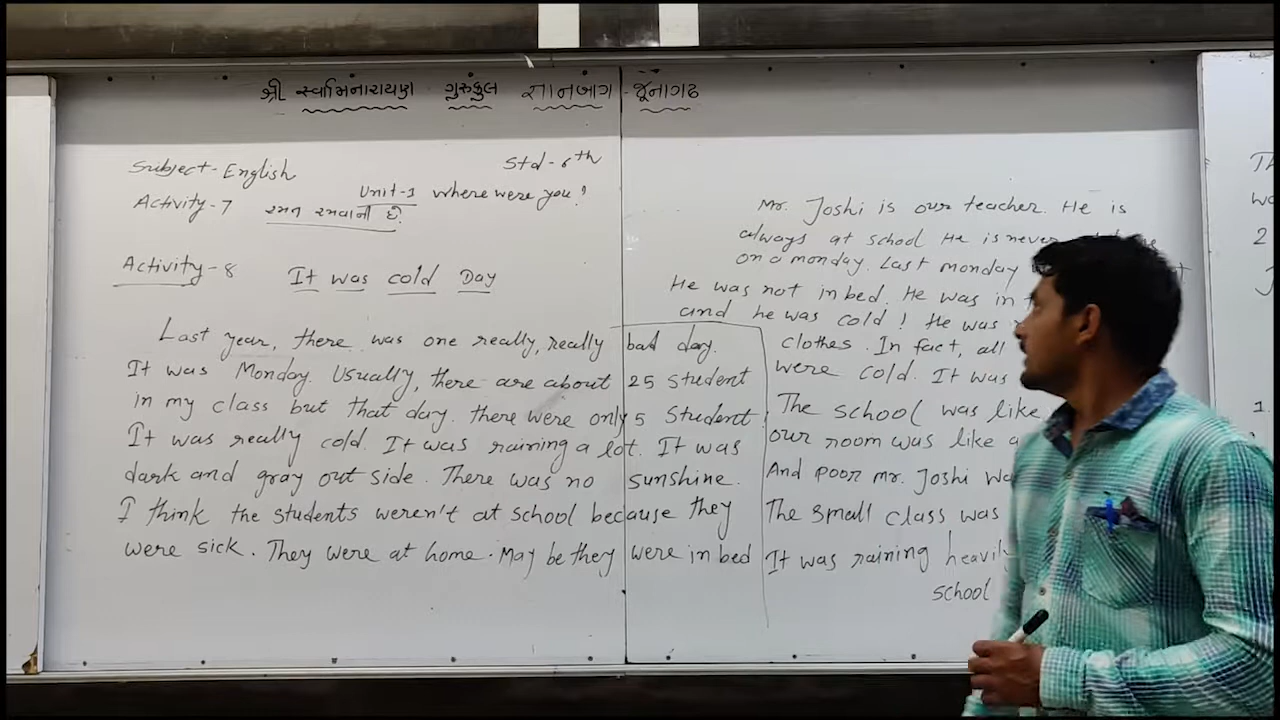 શ્રી સ્વામિનારાયણ ગુરુકુલ જ્ઞાનબાગ - જૂનાગઢ
Subject - English
Std - 6th
Activity - 7
Unit-1 where were you?
રમત રમવાની છે.
Activity - 8
It was cold Day
Last year, there was one really, really bad day.
It was Monday. Usually, there are about 25 Student
in my class but that day. there were only 5 Student.
It was really cold. It was raining a lot. It was
dark and gray out side. There was no sunshine.
I think the students weren't at school because they
were sick. They were at home. May be they were in bed
Mr. Joshi is our teacher. He is
always at school He is never
on a monday. Last monday
He was not in bed. He was in
and he was cold! He was
clothes. In fact, all
were cold. It was
The school was like
our room was like a
And poor mr. Joshi
The small class was
It was raining
school
2
1.